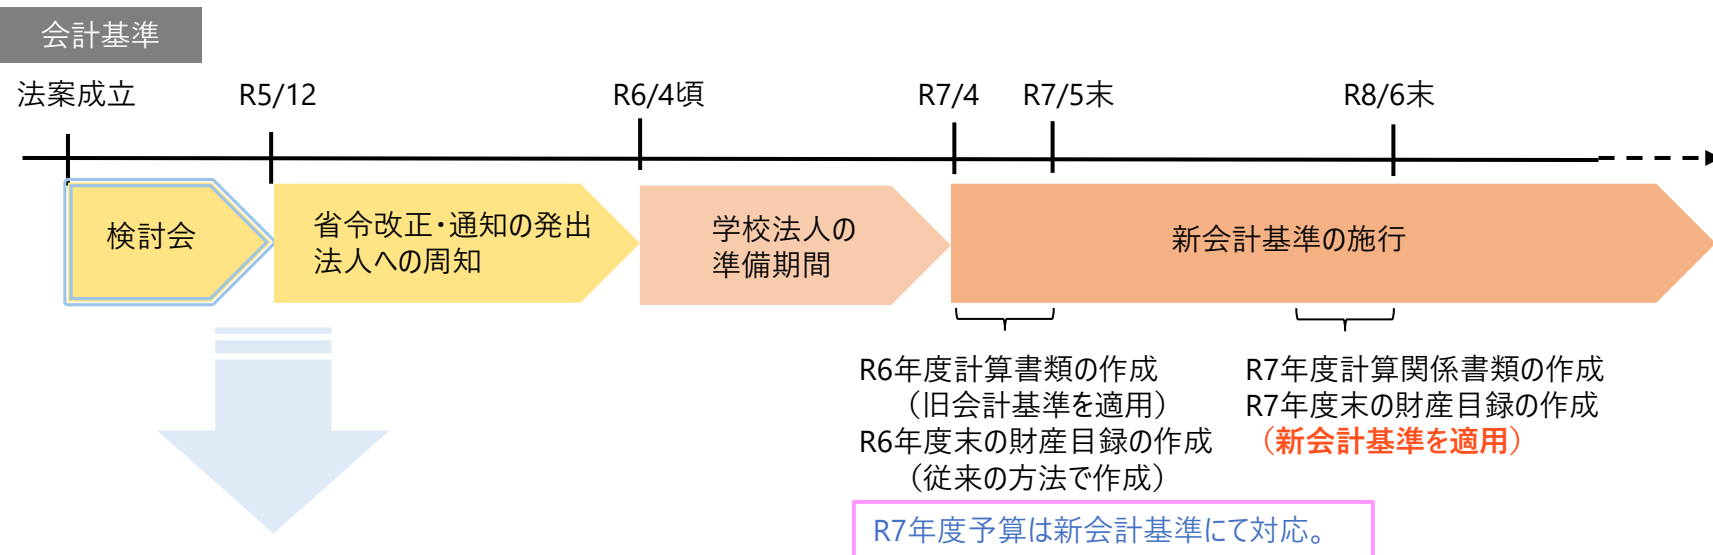 会計基準
法案成立
R5/12
R6/4頃
R7/4
R7/5末
R8/6末
検討会
省令改正・通知の発出
法人への周知
学校法人の
準備期間
新会計基準の施行
R6年度計算書類の作成
（旧会計基準を適用）
R6年度末の財産目録の作成
（従来の方法で作成）
R7年度計算関係書類の作成
R7年度末の財産目録の作成
（新会計基準を適用）
R7年度予算は新会計基準にて対応。